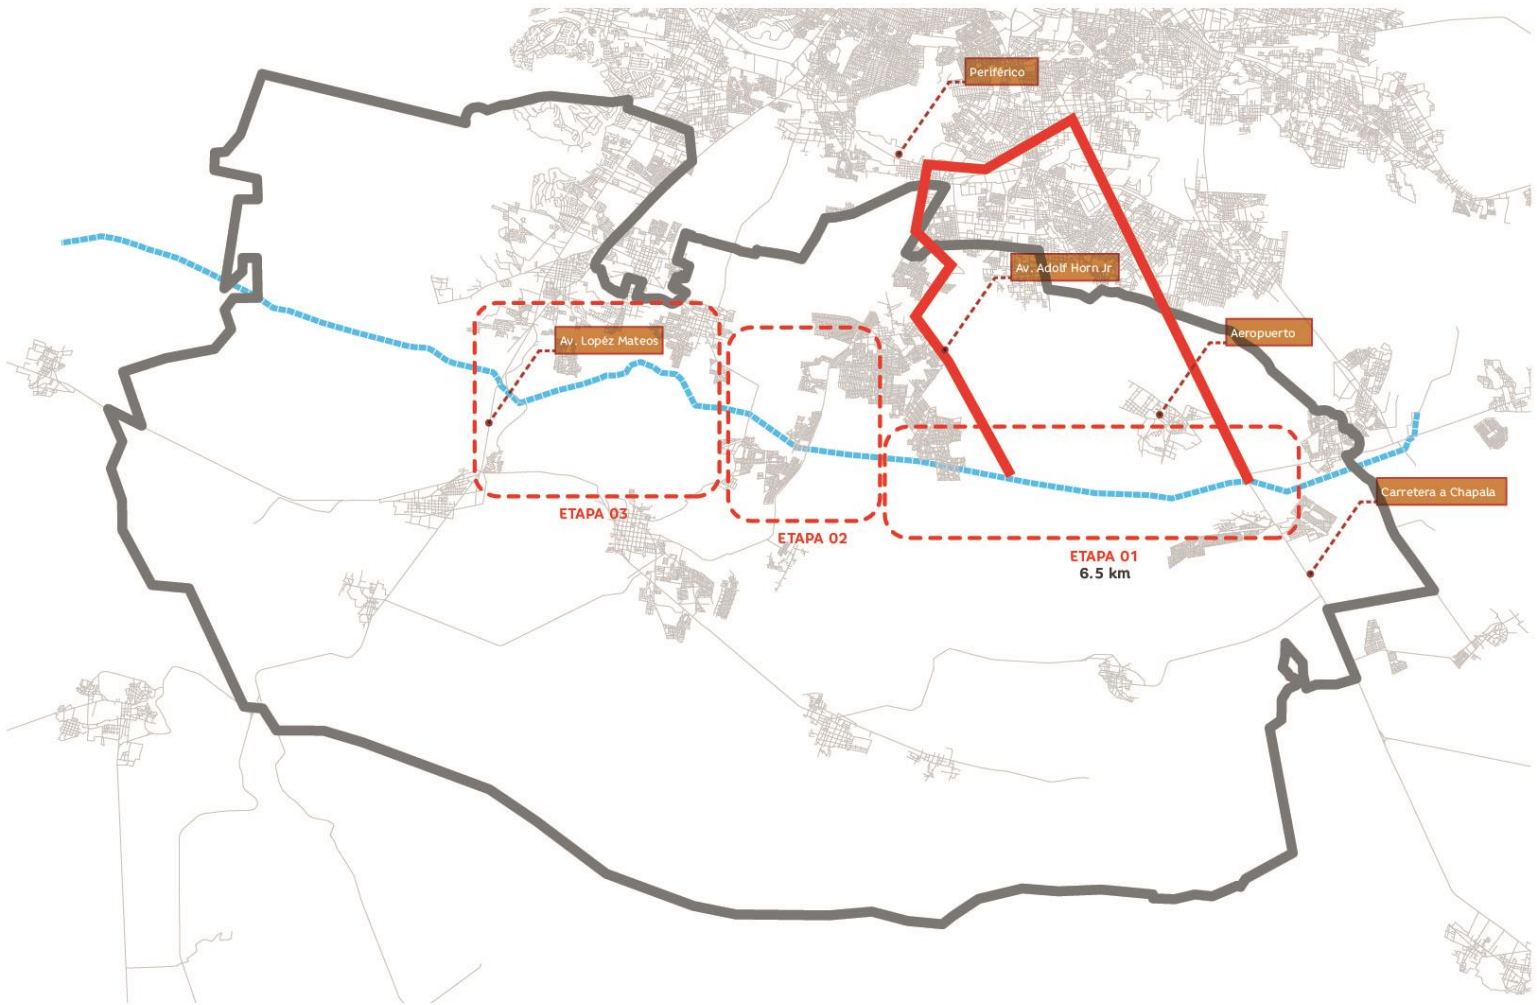 Periférico
Av. Adolf Horn Jr.
Aeropuerto
Av. Lopéz Mateos
Carretera a Chapala
ETAPA 03
ETAPA 02
ETAPA 01
6.5 km